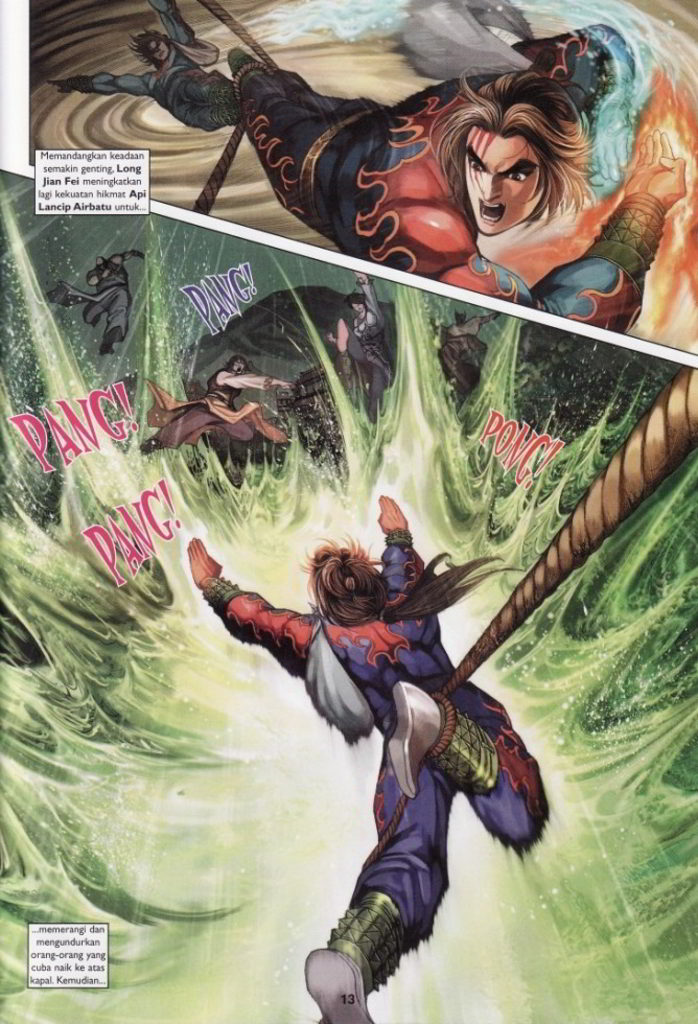 Memandangkan keadaan
semakin genting, Long
Jian Fei meningkatkan
lagi kekuatan hikmat Api
Lancip Airbatu untuk...
PANG!
PANG!
PONG!
PANG!
...memerangi dan
mengundurkan
orang-orang yang
cuba naik ke atas
kapal. Kemudian...
13